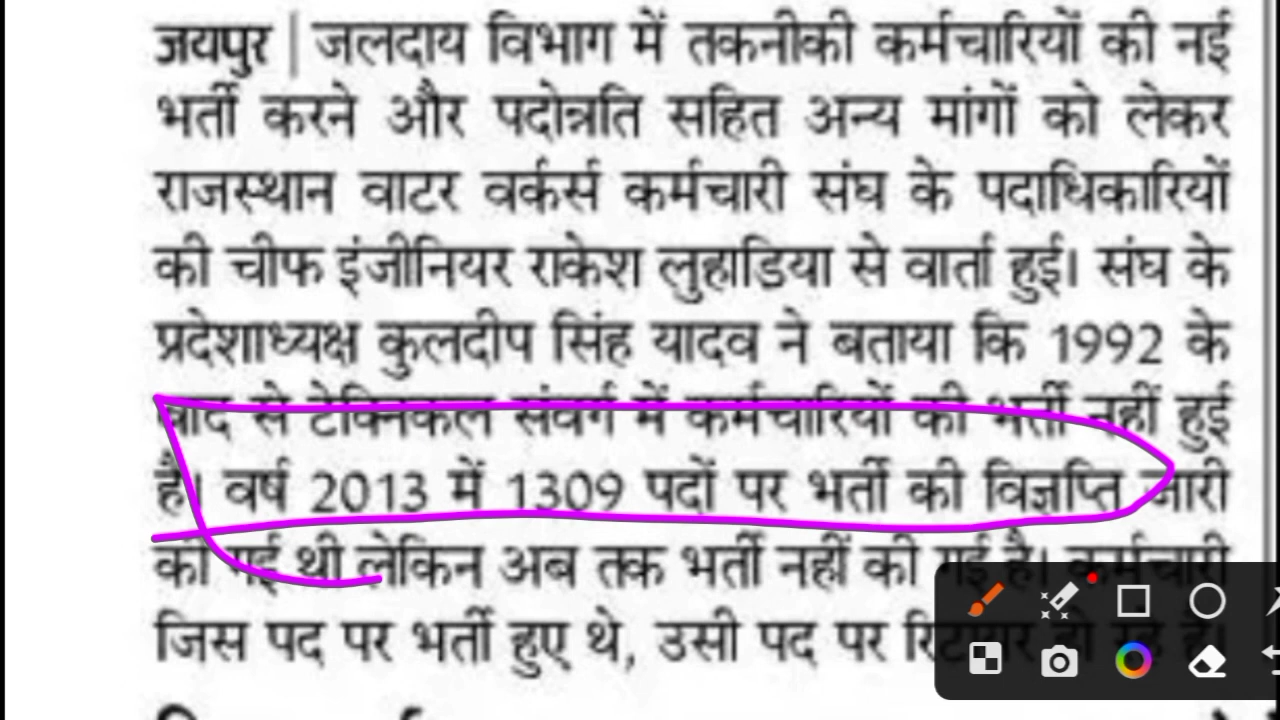 जयपुर | जलदाय विभाग में तकनीकी कर्मचारियों की नई
भर्ती करने और पदोन्नति सहित अन्य मांगों को लेकर
राजस्थान वाटर वर्कर्स कर्मचारी संघ के पदाधिकारियों
की चीफ इंजीनियर राकेश लुहाडिया से वार्ता हुई। संघ के
प्रदेशाध्यक्ष कुलदीप सिंह यादव ने बताया कि 1992 के
बाद से टेक्निकल संवर्ग में कर्मचारियों की भर्ती नहीं हुई
है। वर्ष 2013 में 1309 पदों पर भर्ती की विज्ञप्ति जारी
की गई थी लेकिन अब तक भर्ती नहीं की गई है। कर्मचारी
जिस पद पर भर्ती हुए थे, उसी पद पर रिटायर हो रहे हैं।